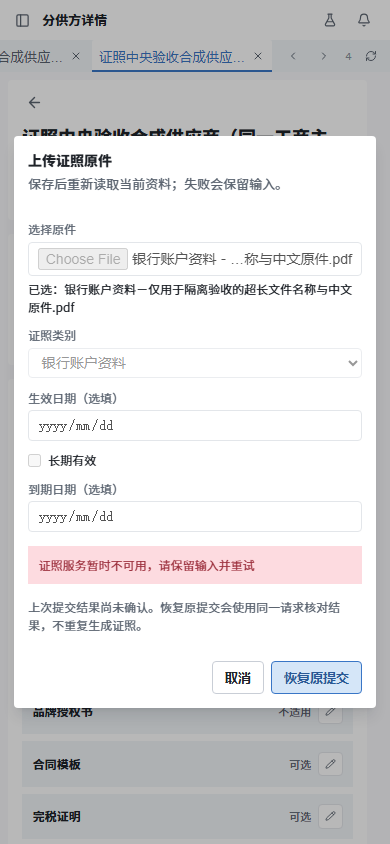 分供方详情
合成供应...
证照中央验收合成供应...
4
上传证照原件
保存后重新读取当前资料；失败会保留输入。
选择原件
Choose File 银行账户资料 - ...称与中文原件.pdf
已选：银行账户资料－仅用于隔离验收的超长文件名称与中文
原件.pdf
证照类别
银行账户资料
生效日期（选填）
yyyy/mm/dd
长期有效
到期日期（选填）
yyyy/mm/dd
证照服务暂时不可用，请保留输入并重试
上次提交结果尚未确认。恢复原提交会使用同一请求核对结
果，不重复生成证照。
取消
恢复原提交
品牌授权书
不适用
合同模板
可选
完税证明
可选